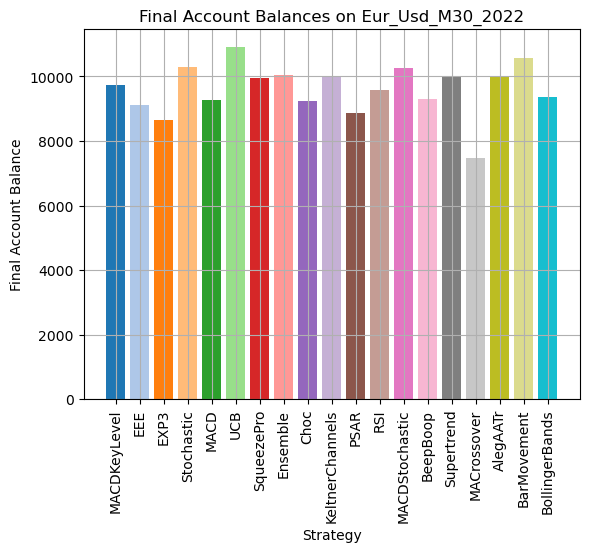 Final Account Balances on Eur_Usd_M30_2022
Final Account Balance
10000
8000
6000
4000
2000
0
MACDKeyLevel
EEE
EXP3
Stochastic
MACD
UCB
SqueezePro
Ensemble
Choc
KeltnerChannels
PSAR
RSI
MACDStochastic
BeepBoop
Supertrend
MACrossover
AlegAATr
BarMovement
BollingerBands
Strategy